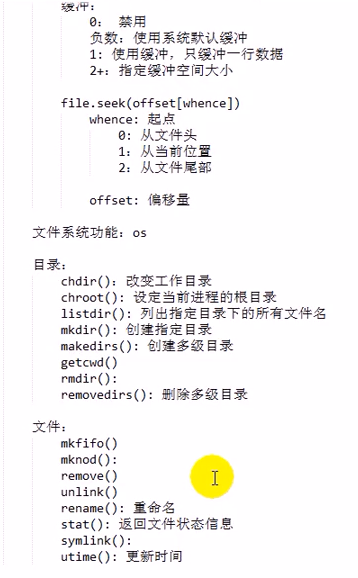 缓冲:
0: 禁用
负数: 使用系统默认缓冲
1: 使用缓冲，只缓冲一行数据
2+: 指定缓冲空间大小
file.seek(offset[whence])
whence: 起点
0: 从文件头
1: 从当前位置
2: 从文件尾部
offset: 偏移量
文件系统功能: os
目录:
chdir(): 改变工作目录
chroot(): 设定当前进程的根目录
listdir(): 列出指定目录下的所有文件名
mkdir(): 创建指定目录
makedirs(): 创建多级目录
getcwd()
rmdir():
removedirs(): 删除多级目录
文件:
mkfifo()
mknod():
remove()
unlink()
rename(): 重命名
stat(): 返回文件状态信息
symlink():
utime(): 更新时间